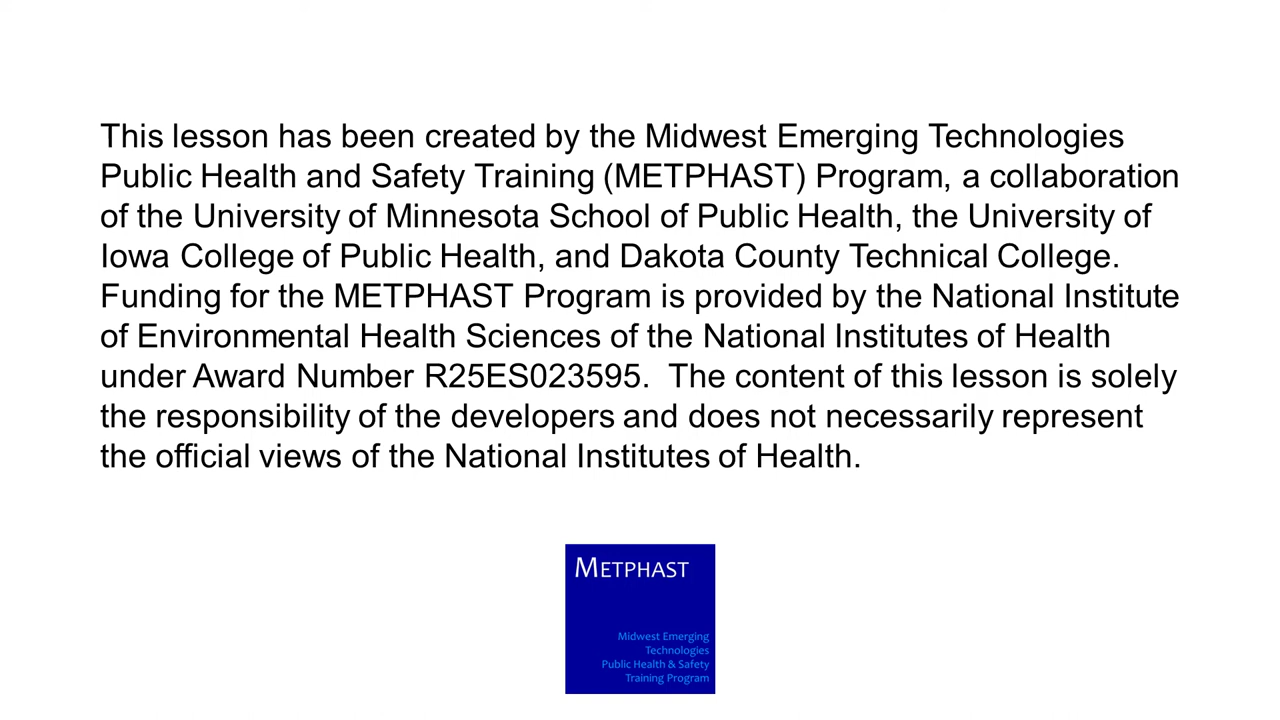 This lesson has been created by the Midwest Emerging Technologies
Public Health and Safety Training (METPHAST) Program, a collaboration
of the University of Minnesota School of Public Health, the University of
Iowa College of Public Health, and Dakota County Technical College.
Funding for the METPHAST Program is provided by the National Institute
of Environmental Health Sciences of the National Institutes of Health
under Award Number R25ES023595.  The content of this lesson is solely
the responsibility of the developers and does not necessarily represent
the official views of the National Institutes of Health.
METPHAST
Midwest Emerging
Technologies
Public Health & Safety
Training Program